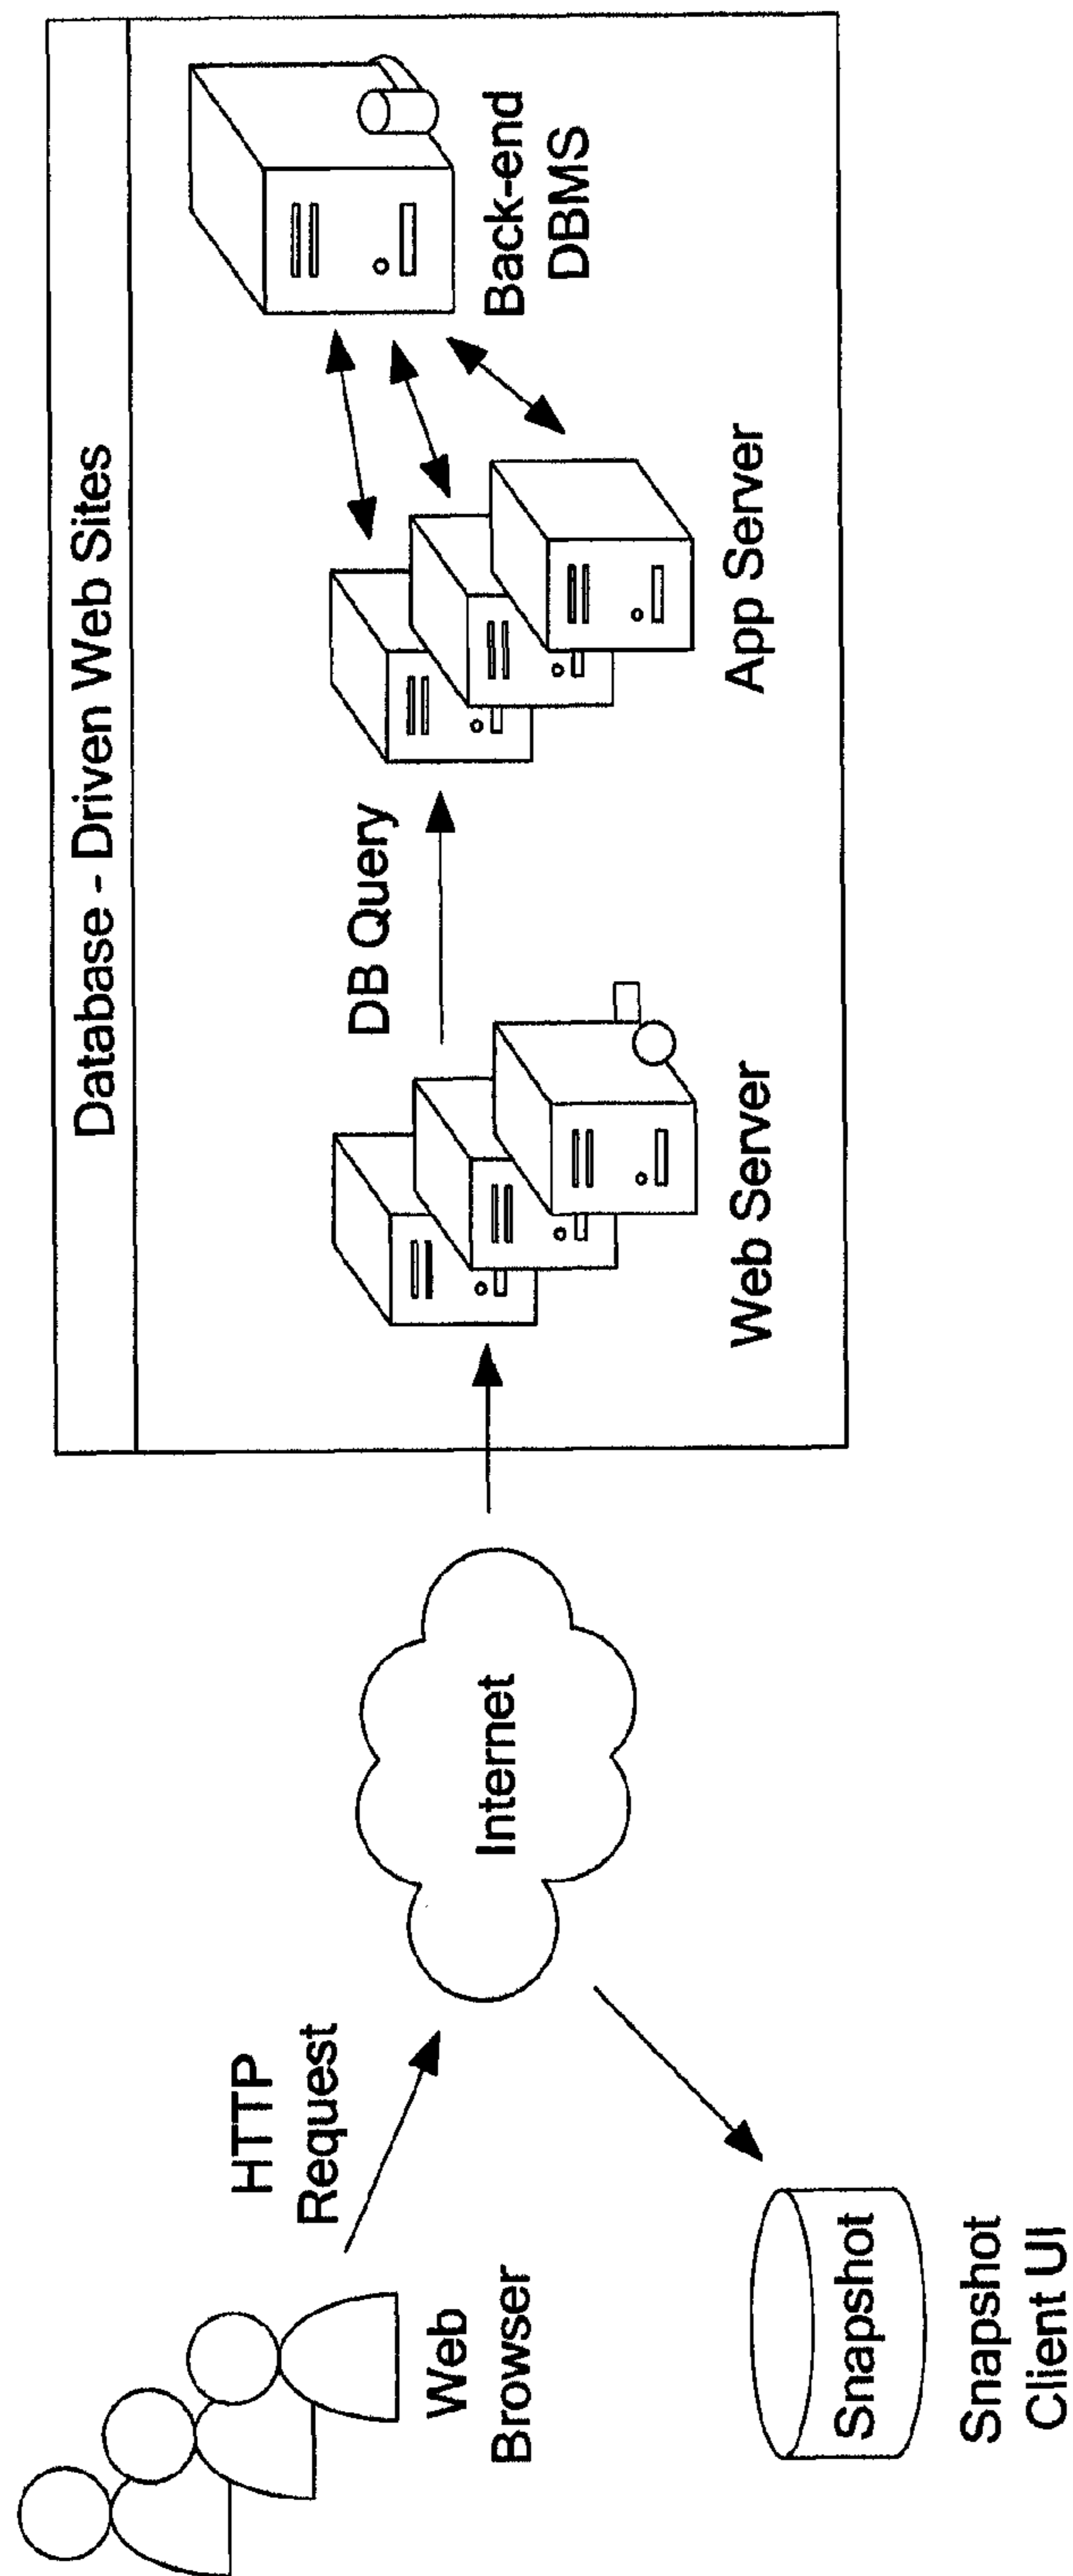 Database - Driven Web Sites
HTTP
Request
Web
Browser
Internet
DB Query
Web Server
App Server
Back-end
DBMS
Snapshot
Snapshot
Client UI